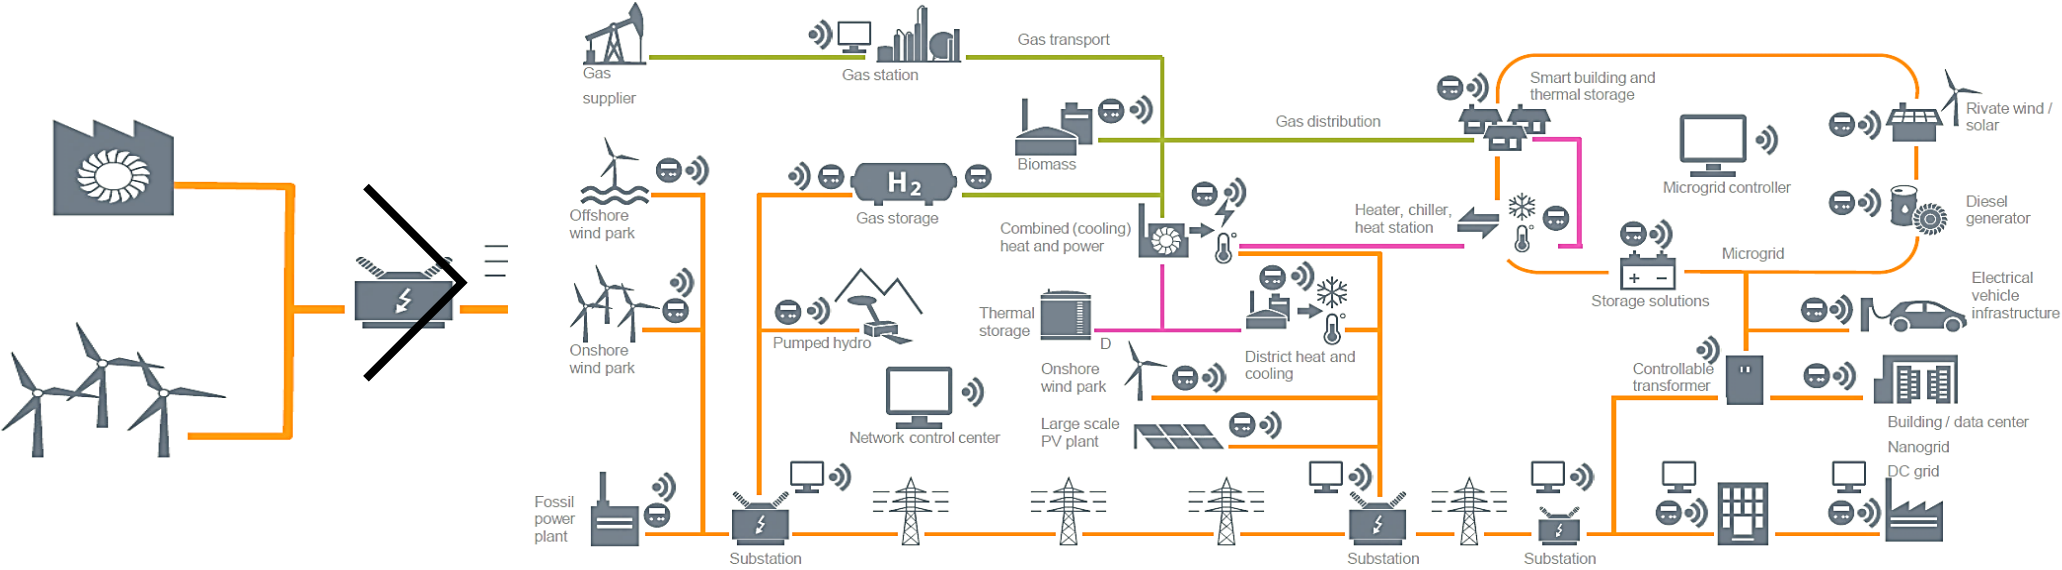 Gas
supplier
Gas station
Gas transport
Smart building and
thermal storage
Rivate wind /
solar
Biomass
Gas distribution
Microgrid controller
H2
Gas storage
Offshore
wind park
Combined (cooling)
heat and power
Heater, chiller,
heat station
Diesel
generator
Microgrid
Storage solutions
Electrical
vehicle
infrastructure
Thermal
storage
D
Pumped hydro
Onshore
wind park
District heat and
cooling
Onshore
wind park
Controllable
transformer
Network control center
Large scale
PV plant
Building / data center
Nanogrid
DC grid
Fossil
power
plant
Substation
Substation
Substation